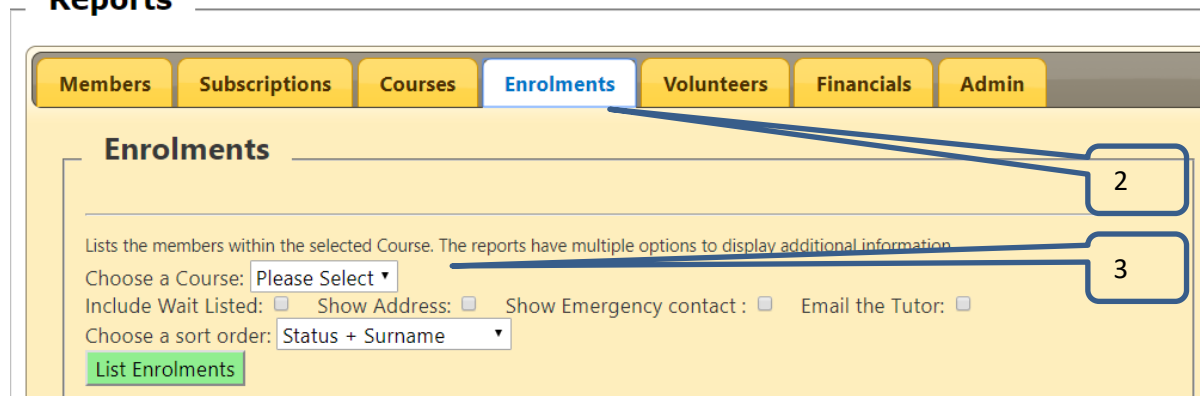 Reports
Members Subscriptions Courses Enrolments Volunteers Financials Admin
Enrolments
2
Lists the members within the selected Course. The reports have multiple options to display additional information
3
Choose a Course: Please Select
Include Wait Listed: Show Address: Show Emergency contact : Email the Tutor:
Choose a sort order: Status + Surname
List Enrolments